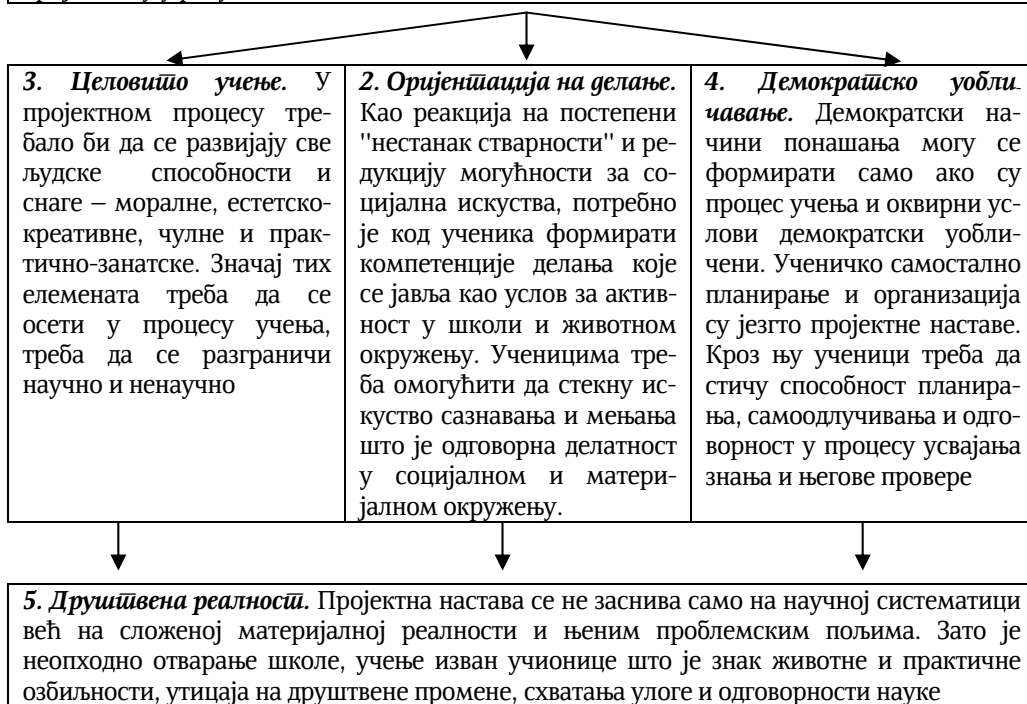 3. Целовито учење. У
пројектном процесу тре-
бало би да се развијају све
људске способности и
снаге – моралне, естетско-
креативне, чулне и прак-
тично-занатске. Значај тих
елемената треба да се
осети у процесу учења,
треба да се разграничи
научно и ненаучно
2. Оријентација на делање.
Као реакција на постепени
"нестанак стварности" и ре-
дукцију могућности за со-
цијална искуства, потребно
је код ученика формирати
компетенције делања које
се јавља као услов за актив-
ност у школи и животном
окружењу. Ученицима тре-
ба омогућити да стекну ис-
куство сазнавања и мењања
што је одговорна делатност
у социјалном и матери-
јалном окружењу.
4. Демократско уобли-
чавање. Демократски на-
чини понашања могу се
формирати само ако су
процес учења и оквирни ус-
лови демократски уобли-
чени. Ученичко самостално
планирање и организација
су језгто пројектне наставе.
Кроз њу ученици треба да
стичу способност планира-
ња, самоодлучивања и одго-
ворност у процесу усвајања
знања и његове провере
5. Друштвена реалност. Пројектна настава се не заснива само на научној систематици
већ на сложеној материјалној реалности и њеним проблемским пољима. Зато је
неопходно отварање школе, учење изван учионице што је знак животне и практичне
озбиљности, утицаја на друштвене промене, схватања улоге и одговорности науке